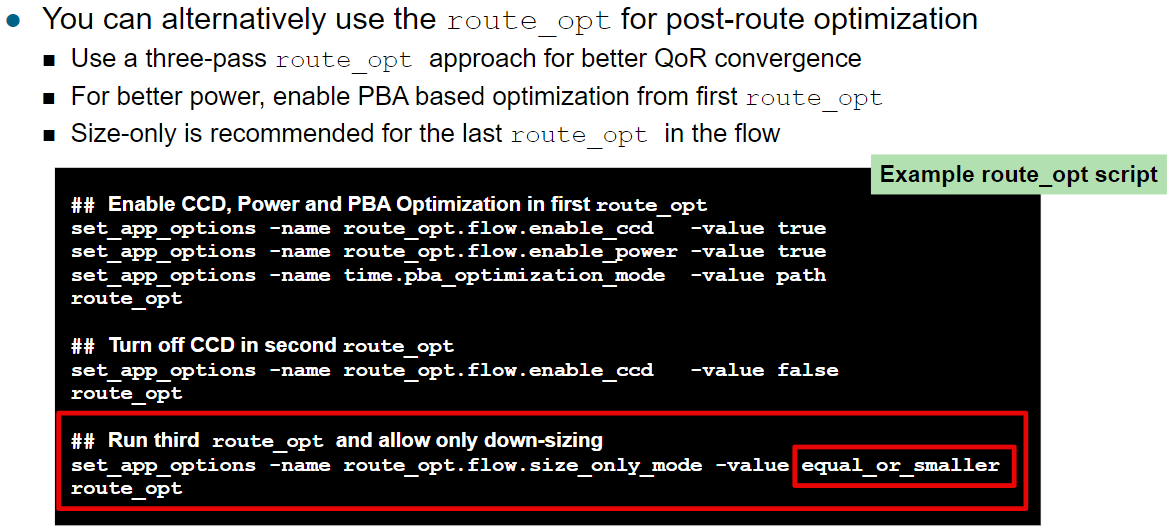 You can alternatively use the route_opt for post-route optimization
Use a three-pass route_opt approach for better QoR convergence
For better power, enable PBA based optimization from first route_opt
Size-only is recommended for the last route_opt in the flow
Example route_opt script
## Enable CCD, Power and PBA Optimization in first route_opt
set_app_options -name route_opt.flow.enable_ccd -value true
set_app_options -name route_opt.flow.enable_power -value true
set_app_options -name time.pba_optimization_mode -value path
route_opt
## Turn off CCD in second route_opt
set_app_options -name route_opt.flow.enable_ccd -value false
route_opt
## Run third route_opt and allow only down-sizing
set_app_options -name route_opt.flow.size_only_mode -value equal_or_smaller
route_opt